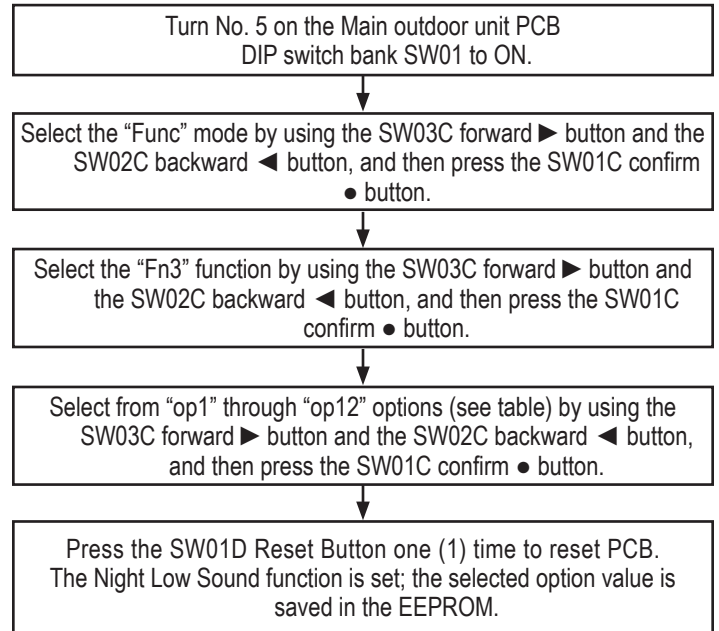 Turn No. 5 on the Main outdoor unit PCB
DIP switch bank SW01 to ON.
Select the “Func” mode by using the SW03C forward ► button and the
SW02C backward ◄ button, and then press the SW01C confirm
● button.
Select the “Fn3” function by using the SW03C forward ► button and
the SW02C backward ◄ button, and then press the SW01C
confirm ● button.
Select from “op1” through “op12” options (see table) by using the
SW03C forward ► button and the SW02C backward ◄ button,
and then press the SW01C confirm ● button.
Press the SW01D Reset Button one (1) time to reset PCB.
The Night Low Sound function is set; the selected option value is
saved in the EEPROM.